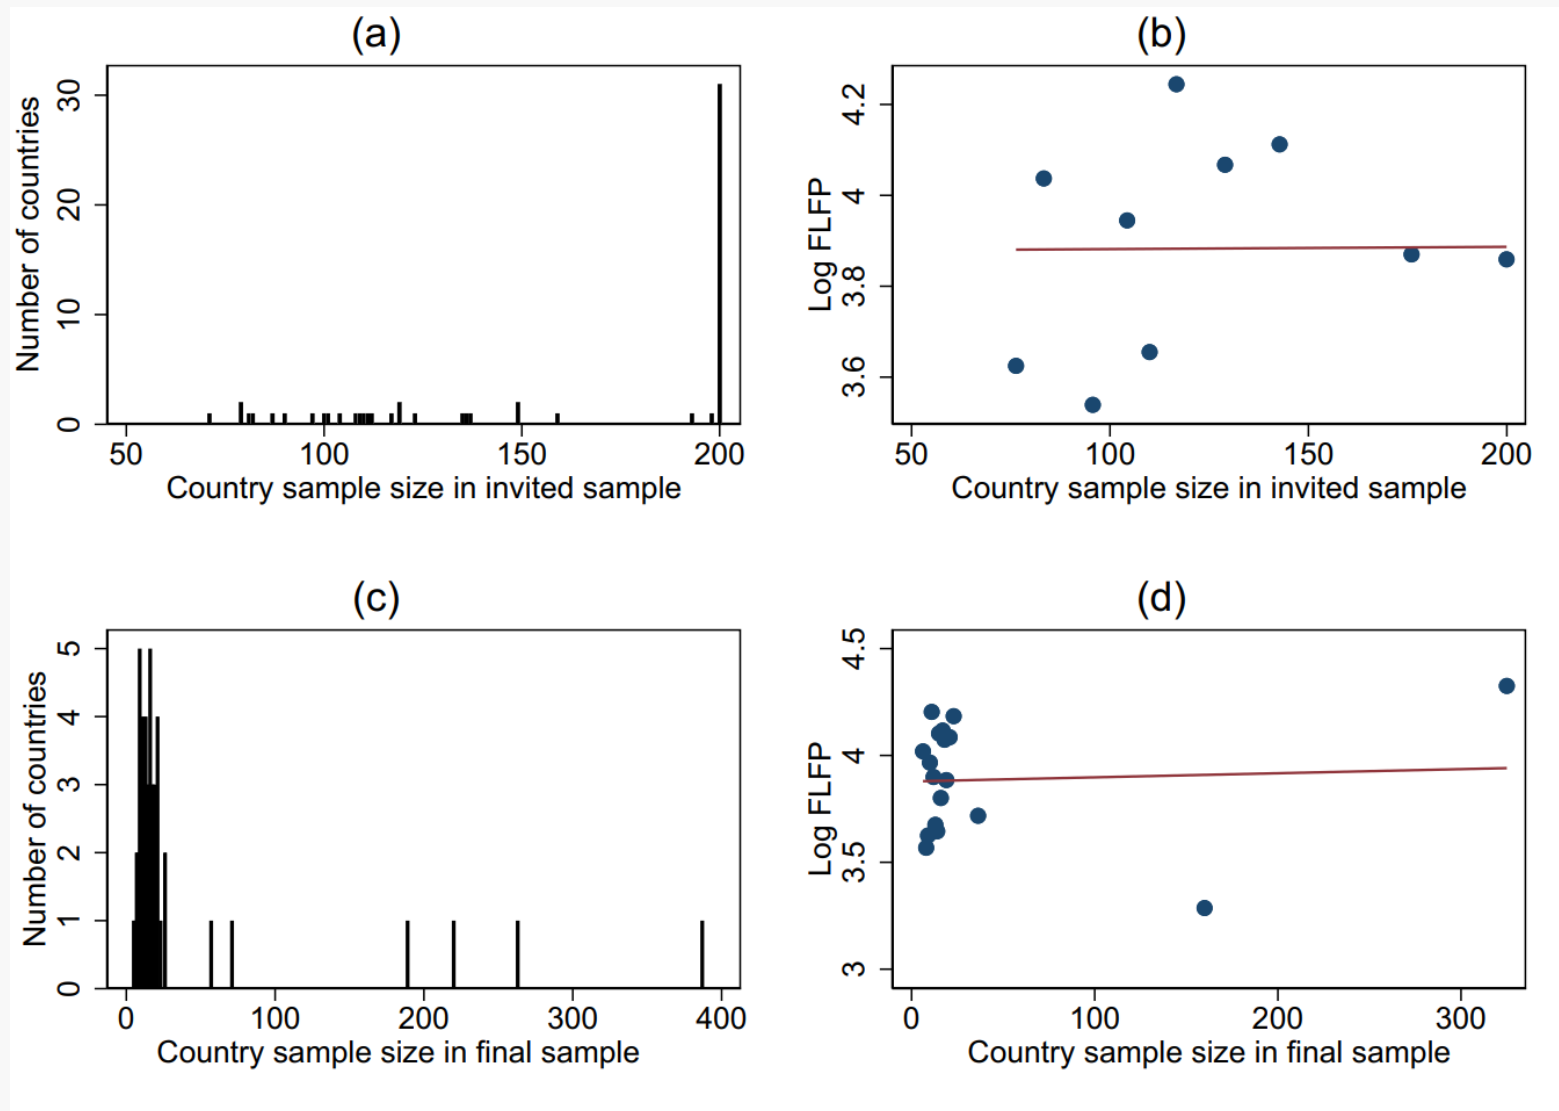 (a)
Number of countries
30
20
10
0
50 100 150 200
Country sample size in invited sample
(b)
Log FLFP
4.2
4
3.8
3.6
50 100 150 200
Country sample size in invited sample
(c)
Number of countries
5
4
3
2
1
0
0 100 200 300 400
Country sample size in final sample
(d)
Log FLFP
4.5
4
3.5
3
0 100 200 300
Country sample size in final sample